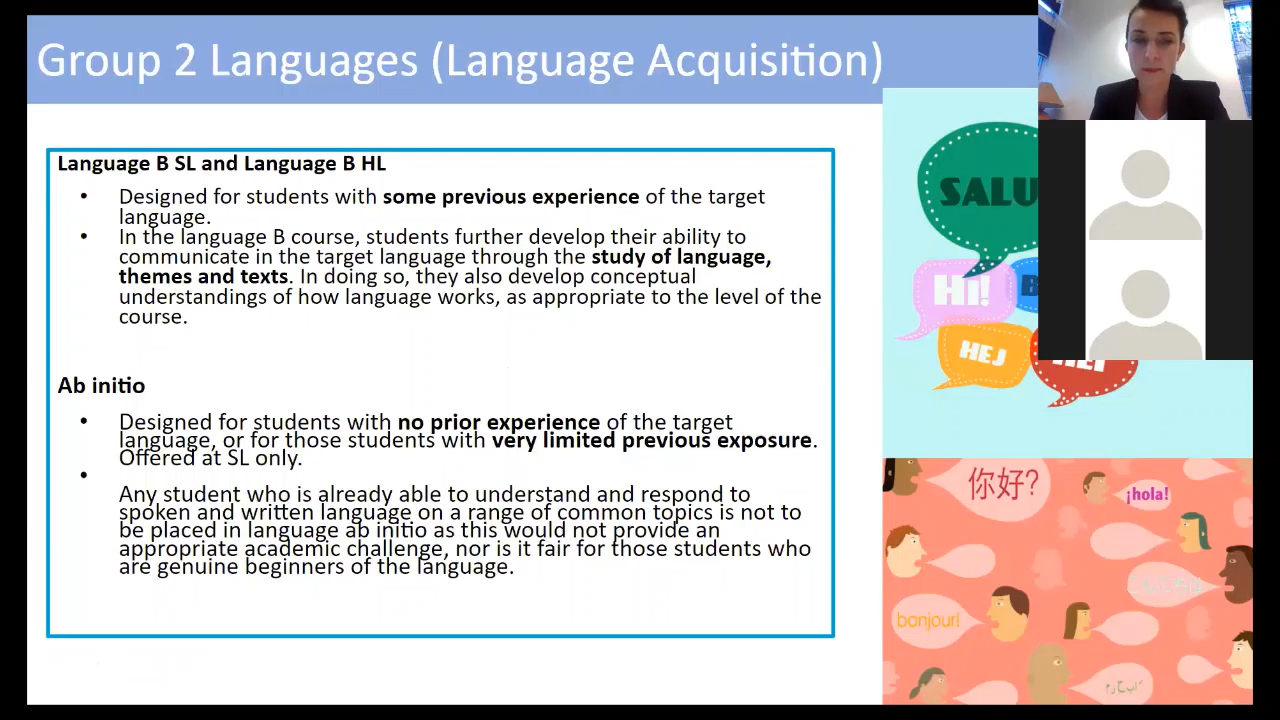 Group 2 Languages (Language Acquisition)
Language B SL and Language B HL
• Designed for students with some previous experience of the target
language.
• In the language B course, students further develop their ability to
communicate in the target language through the study of language,
themes and texts. In doing so, they also develop conceptual
understandings of how language works, as appropriate to the level of the
course.
Ab initio
• Designed for students with no prior experience of the target
language, or for those students with very limited previous exposure.
Offered at SL only.
•
Any student who is already able to understand and respond to
spoken and written language on a range of common topics is not to
be placed in language ab initio as this would not provide an
appropriate academic challenge, nor is it fair for those students who
are genuine beginners of the language.
SALU
Hi!
B
HEJ
你好?
¡hola!
bonjour!